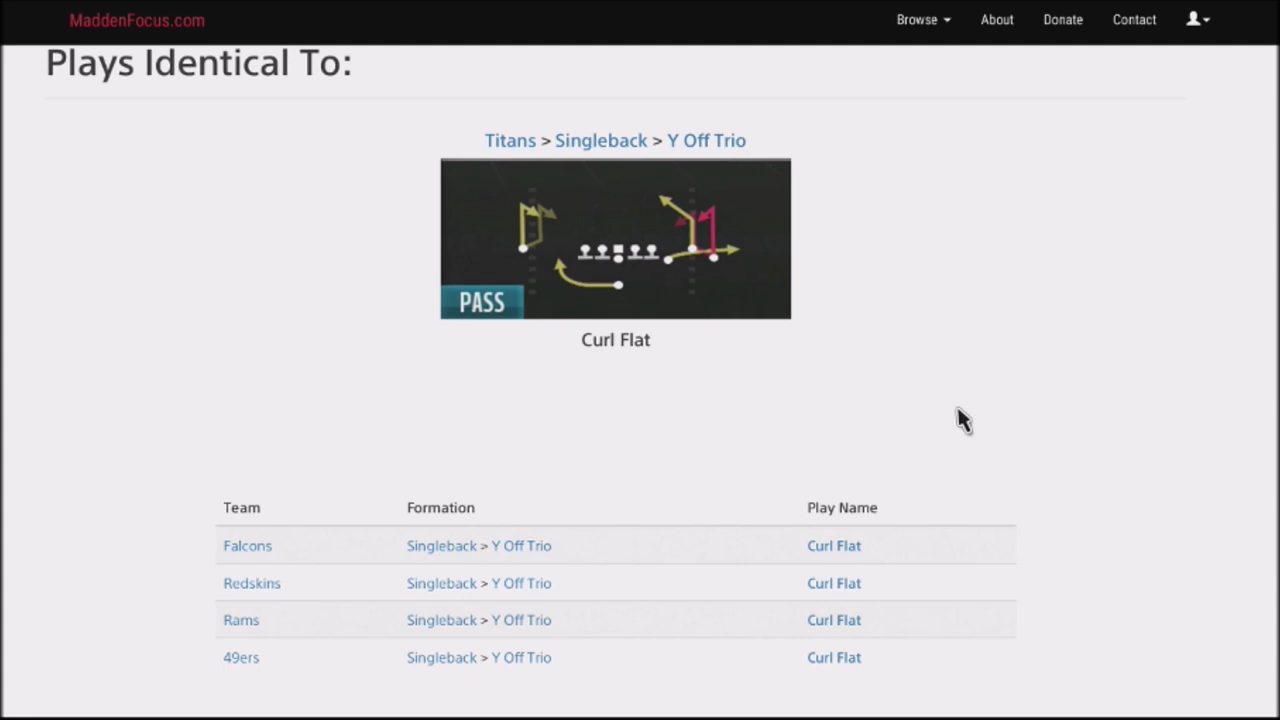 MaddenFocus.com Browse About Donate Contact
Plays Identical To:
Titans > Singleback > Y Off Trio
PASS
Curl Flat
Team Formation Play Name
Falcons Singleback > Y Off Trio Curl Flat
Redskins Singleback > Y Off Trio Curl Flat
Rams Singleback > Y Off Trio Curl Flat
49ers Singleback > Y Off Trio Curl Flat